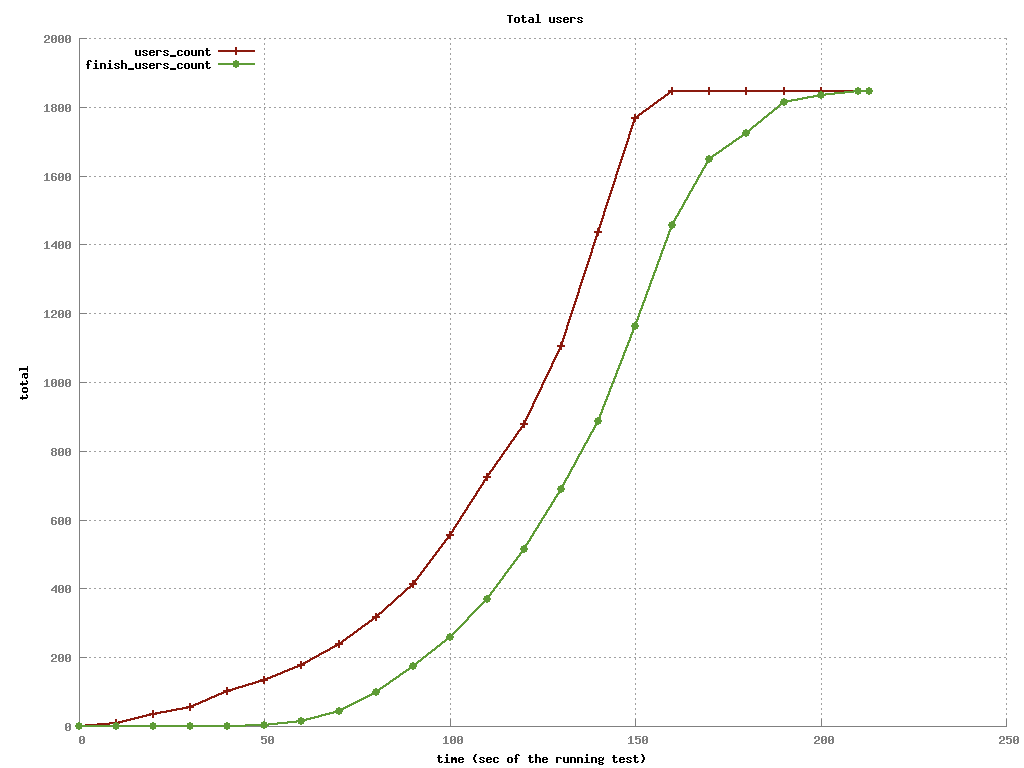 Total users
users_count
finish_users_count
2000
1800
1600
1400
1200
1000
800
600
400
200
0
total
0 50 100 150 200 250
time (sec of the running test)